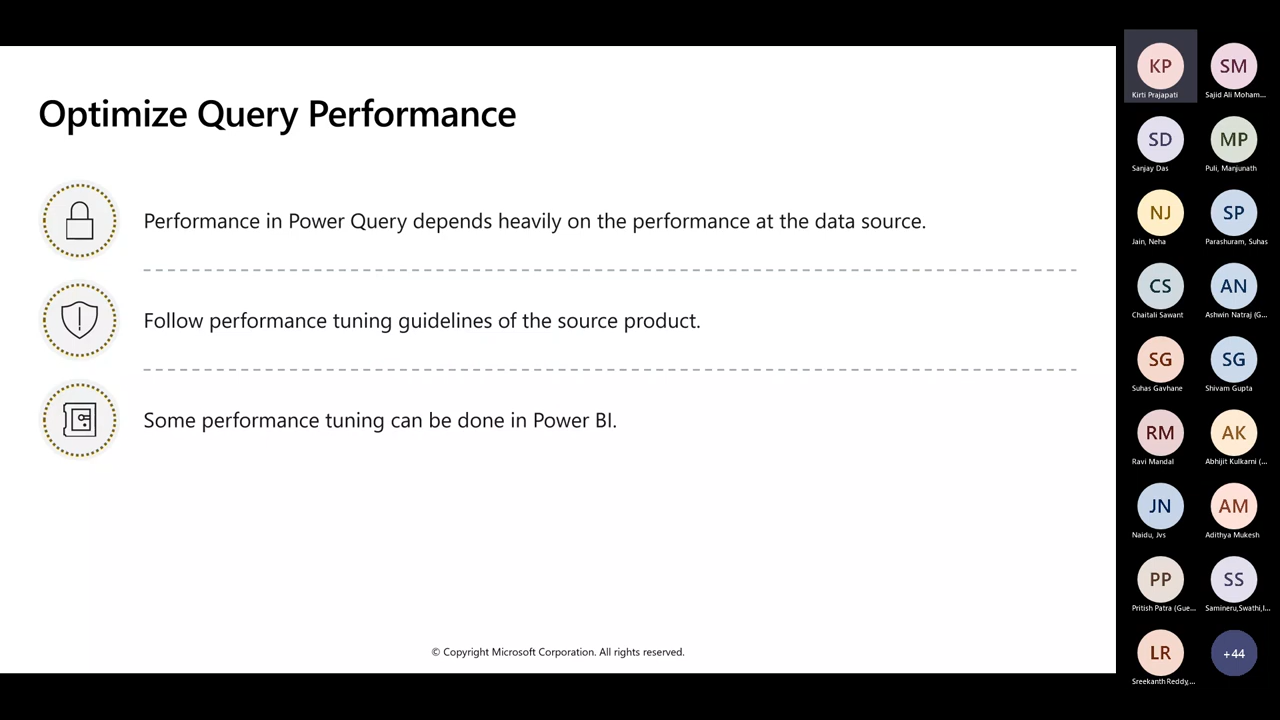 Optimize Query Performance
Performance in Power Query depends heavily on the performance at the data source.
Follow performance tuning guidelines of the source product.
Some performance tuning can be done in Power BI.
© Copyright Microsoft Corporation. All rights reserved.
KP
Kirti Prajapati
SM
Sajid Ali Moham...
SD
Sanjay Das
MP
Puli, Manjunath
NJ
Jain, Neha
SP
Parashuram, Suhas
CS
Chaitali Sawant
AN
Ashwin Natraj (G...
SG
Suhas Gavhane
SG
Shivam Gupta
RM
Ravi Mandal
AK
Abhijit Kulkarni (...
JN
Naidu, Jvs
AM
Adithya Mukesh
PP
Pritish Patra (Gue...
SS
Samineru,Swathi,I...
LR
Sreekanth Reddy,...
+44